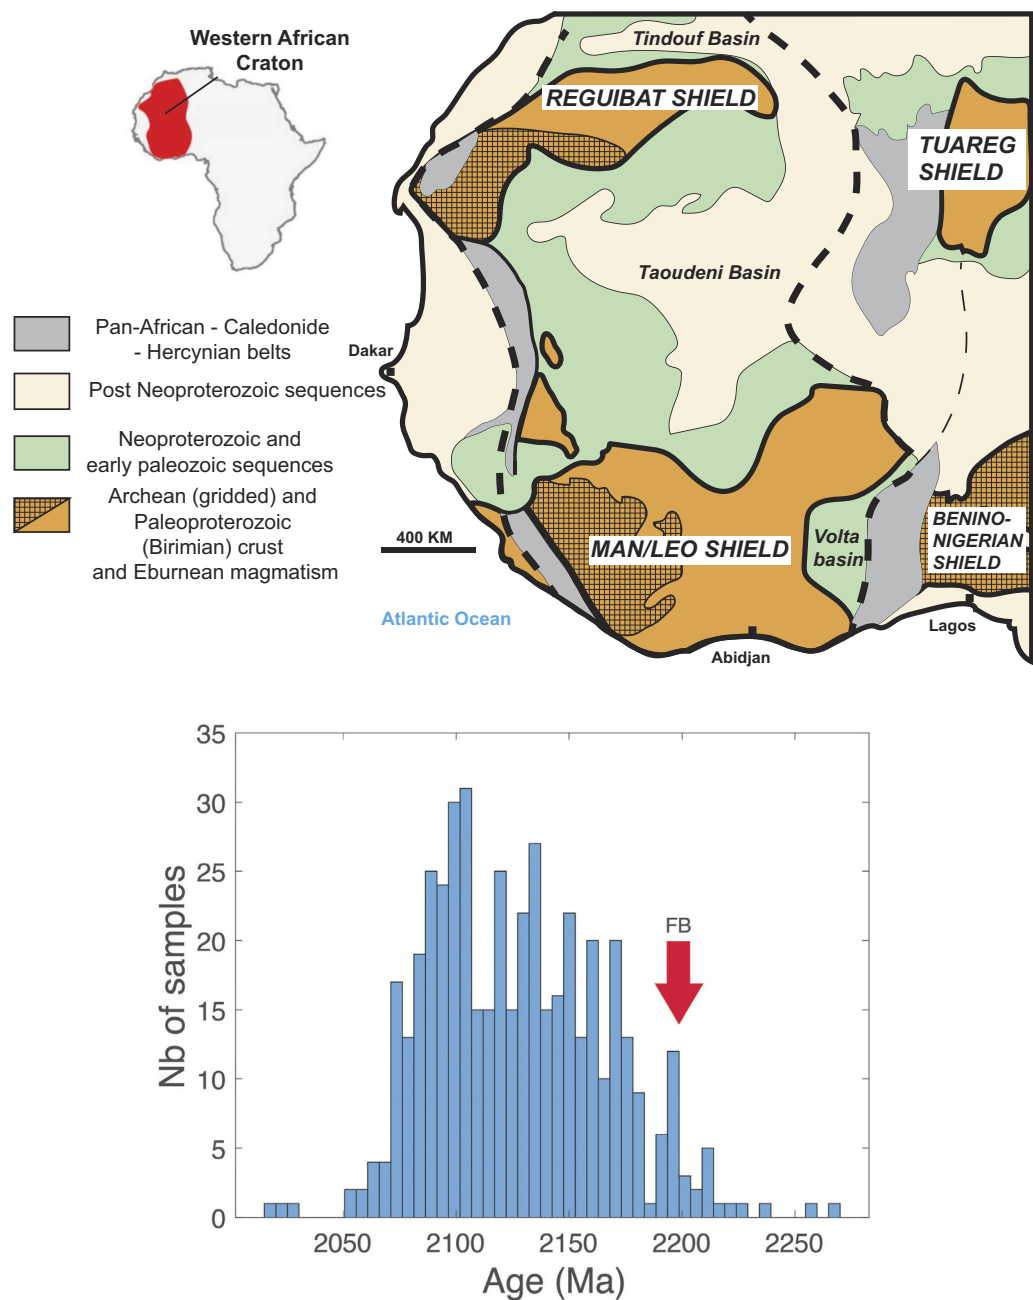 Western African
Craton
Tindouf Basin
REGUIBAT SHIELD
TUAREG
SHIELD
Taoudeni Basin
Pan-African - Caledonide
- Hercynian belts
Dakar
Post Neoproterozoic sequences
Neoproterozoic and
early paleozoic sequences
Archean (gridded) and
Paleoproterozoic
(Birimian) crust
and Eburnean magmatism
400 KM
MAN/LEO SHIELD
Volta
basin
BENINO-
NIGERIAN
SHIELD
Atlantic Ocean
Abidjan
Lagos
35
30
25
20
15
10
5
0
Nb of samples
FB
2050
2100
2150
2200
2250
Age (Ma)